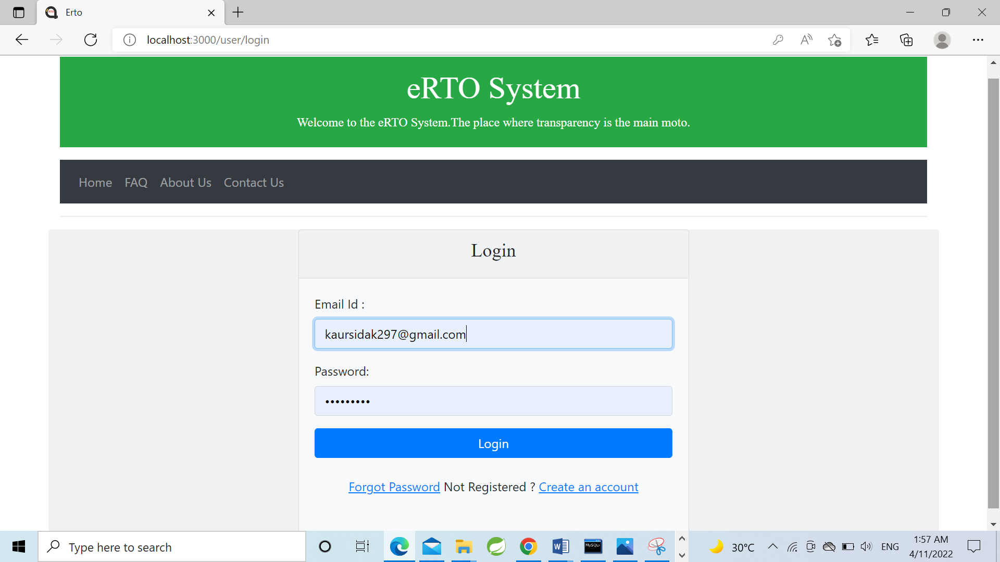 Erto
localhost:3000/user/login
eRTO System
Welcome to the eRTO System.The place where transparency is the main moto.
Home FAQ About Us Contact Us
Login
Email Id :
kaursidak297@gmail.com
Password:
•••••••••
Login
Forgot Password Not Registered ? Create an account
Type here to search
MySQL
30°C
ENG
1:57 AM
4/11/2022